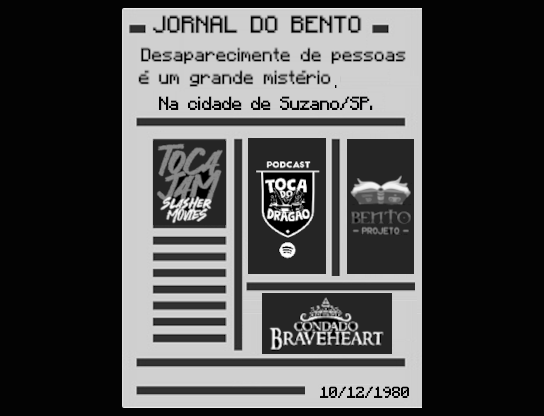 JORNAL DO BENTO
Desaparecimente de pessoas
é um grande mistério,
Na cidade de Suzano/SP.
TOCA
JAM
SLASHER
MOVIES
PODCAST
TOCA
DO
DRAGÃO
BENTO
- PROJETO -
CONDADO
BRAVEHEART
10/12/1980